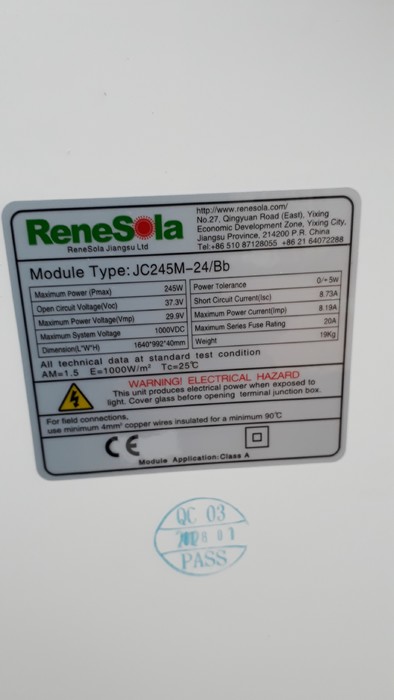 ReneSola
ReneSola Jiangsu Ltd
http://www.renesola.com/
No.27, Qingyuan Road (East), Yixing
Economic Development Zone, Yixing City,
Jiangsu Province, 214200 P.R. China
Tel:+86 510 87128055 +86 21 64072288
Module Type: JC245M-24/Bb
Maximum Power (Pmax) 245W Power Tolerance 0/+5W
Open Circuit Voltage(Voc) 37.3V Short Circuit Current(Isc) 8.73A
Maximum Power Voltage(Vmp) 29.9V Maximum Power Current(Imp) 8.19A
Maximum System Voltage 1000VDC Maximum Series Fuse Rating 20A
Dimension(L*W*H) 1640*992*40mm Weight 19Kg
All technical data at standard test condition
AM=1.5 E=1000W/m² Tc=25℃
WARNING! ELECTRICAL HAZARD
This unit produces electrical power when exposed to
light. Cover glass before opening terminal junction box.
For field connections,
use minimum 4mm² copper wires insulated for a minimum 90℃
CE
Module Application: Class A
QC 03
PASS